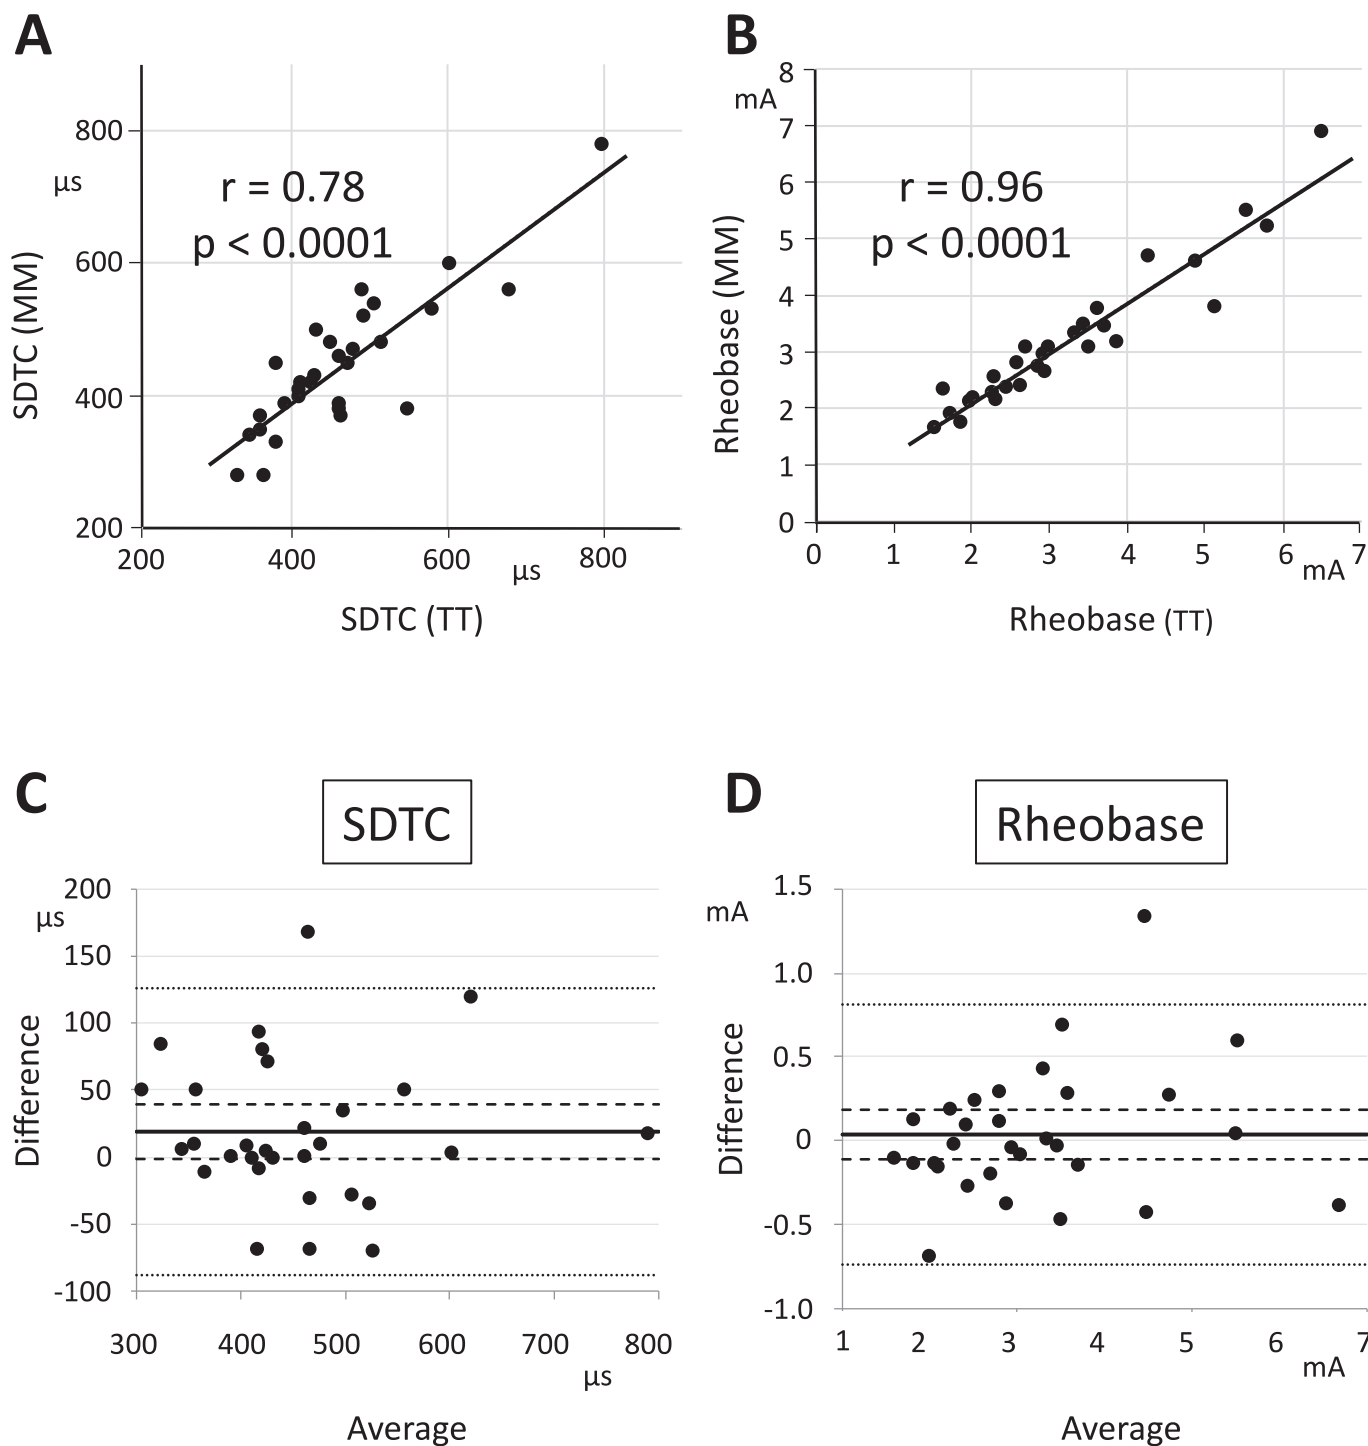 A
800
µs
600
400
200
SDTC (MM)
r = 0.78
p < 0.0001
200 400 600 800
µs
SDTC (TT)
B
8
mA
7
6
5
4
3
2
1
0
Rheobase (MM)
r = 0.96
p < 0.0001
0 1 2 3 4 5 6 7
mA
Rheobase (TT)
C
SDTC
200
µs
150
100
50
0
-50
-100
Difference
300 400 500 600 700 800
µs
Average
D
Rheobase
1.5
mA
1.0
0.5
0
-0.5
-1.0
Difference
1 2 3 4 5 6 7
mA
Average